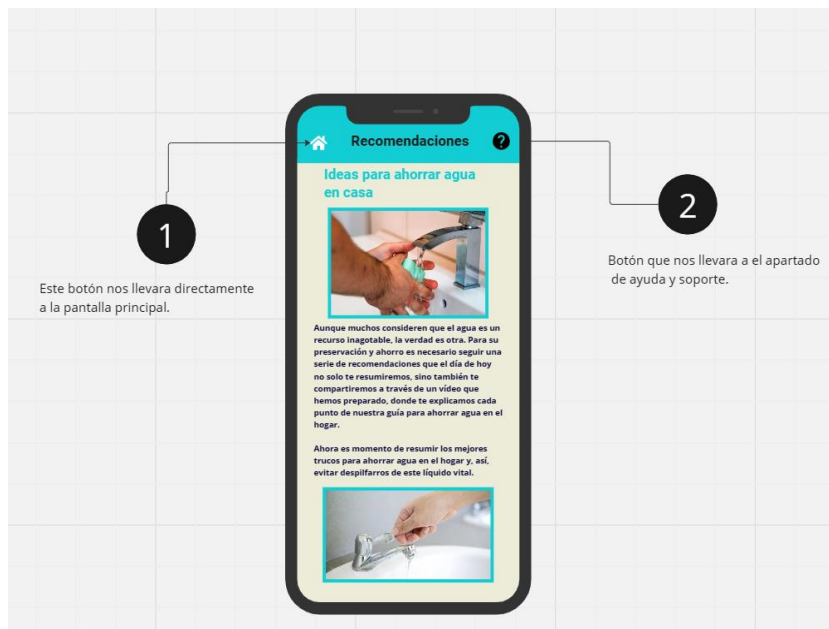 Recomendaciones
Ideas para ahorrar agua
en casa
1
Este botón nos llevara directamente
a la pantalla principal.
2
Botón que nos llevara a el apartado
de ayuda y soporte.
Aunque muchos consideren que el agua es un
recurso inagotable, la verdad es otra. Para su
preservación y ahorro es necesario seguir una
serie de recomendaciones que el día de hoy
no solo te resumiremos, sino también te
compartiremos a través de un vídeo que
hemos preparado, donde te explicamos cada
punto de nuestra guía para ahorrar agua en el
hogar.
Ahora es momento de resumir los mejores
trucos para ahorrar agua en el hogar y, así,
evitar despilfarros de este líquido vital.